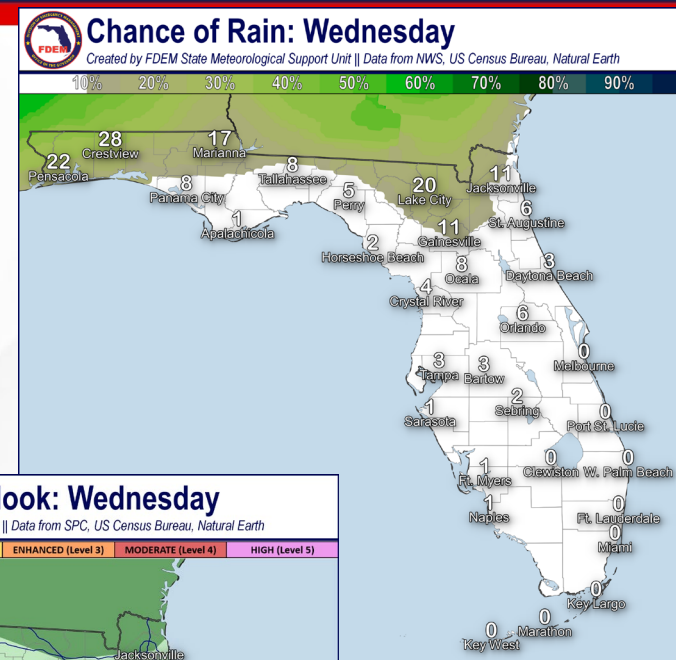 FDEM
Chance of Rain: Wednesday
Created by FDEM State Meteorological Support Unit || Data from NWS, US Census Bureau, Natural Earth
10% 20% 30% 40% 50% 60% 70% 80% 90%
28
Crestview
17
Marianna
22
Pensacola
8
Tallahassee
11
Jacksonville
8
Panama City
5
Perry
20
Lake City
6
St. Augustine
1
Apalachicola
11
Gainesville
2
Horseshoe Beach
8
Ocala
3
Daytona Beach
4
Crystal River
6
Orlando
3
Tampa
3
Bartow
0
Melbourne
1
Sarasota
2
Sebring
0
Port St. Lucie
1
Ft. Myers
0
Clewiston
0
W. Palm Beach
1
Naples
0
Ft. Lauderdale
0
Miami
0
Key Largo
0
Marathon
0
Key West
look: Wednesday
|| Data from SPC, US Census Bureau, Natural Earth
ENHANCED (Level 3) MODERATE (Level 4) HIGH (Level 5)
Jacksonville